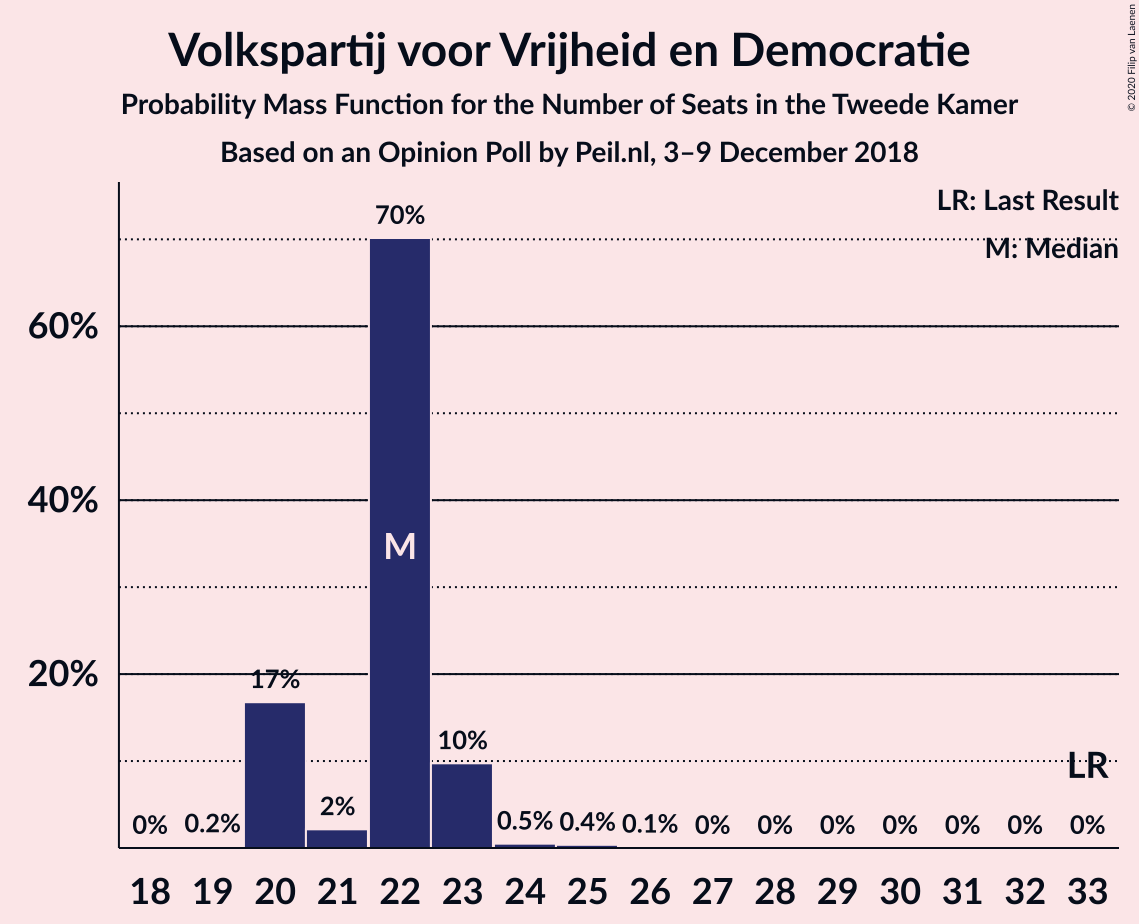 Volkspartij voor Vrijheid en Democratie
Probability Mass Function for the Number of Seats in the Tweede Kamer
Based on an Opinion Poll by Peil.nl, 3–9 December 2018
© 2020 Filip van Laenen
LR: Last Result
M: Median
60%
40%
20%
0%
0.2%
17%
2%
70%
M
10%
0.5%
0.4%
0.1%
0%
0%
0%
0%
0%
0%
0%
LR
18 19 20 21 22 23 24 25 26 27 28 29 30 31 32 33